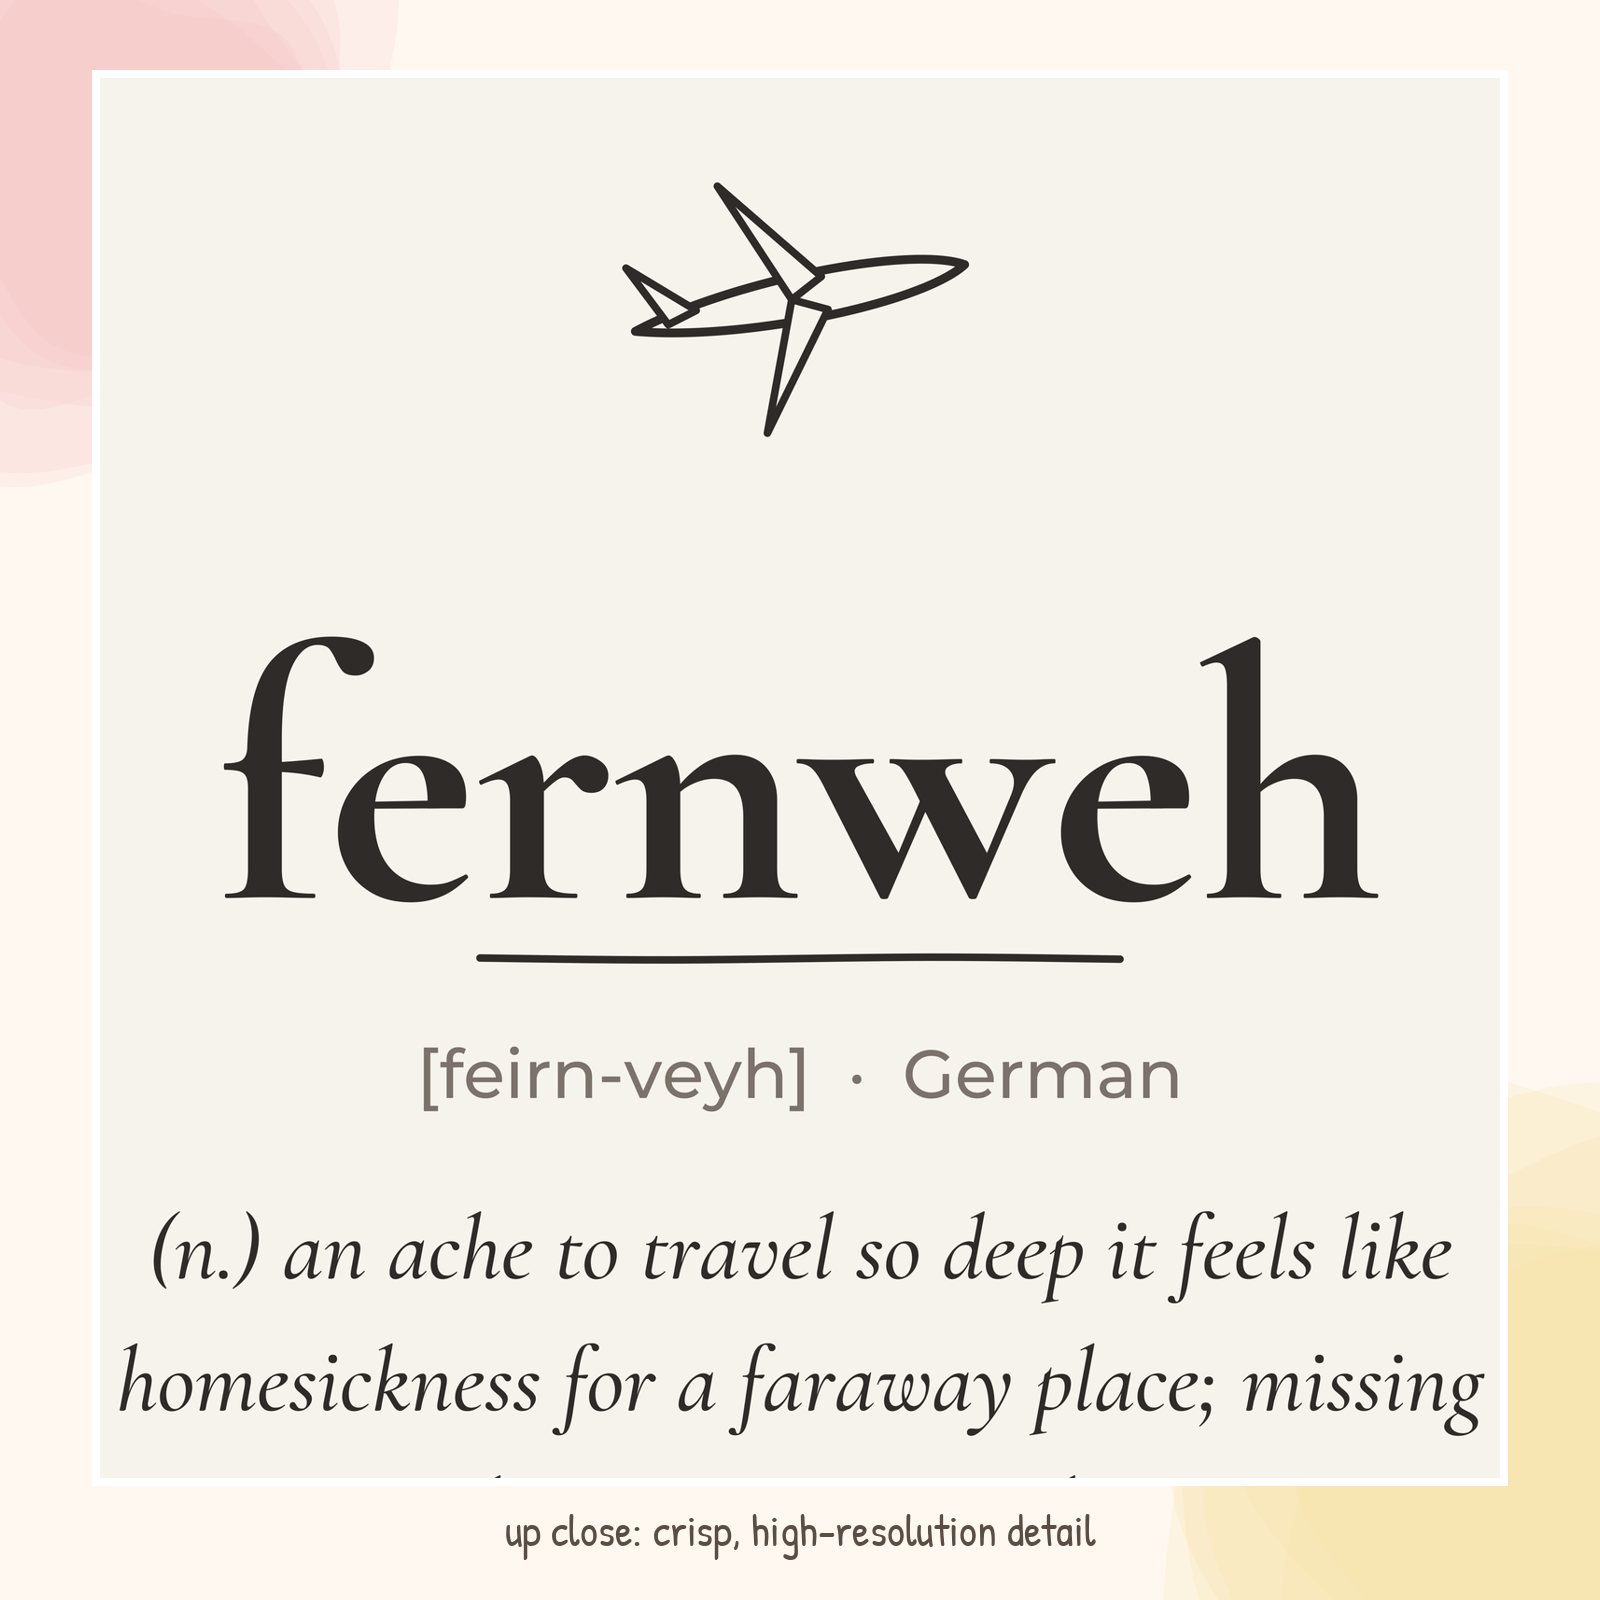 fernweh
[feirn-veyh] · German
(n.) an ache to travel so deep it feels like
homesickness for a faraway place; missing
up close: crisp, high-resolution detail